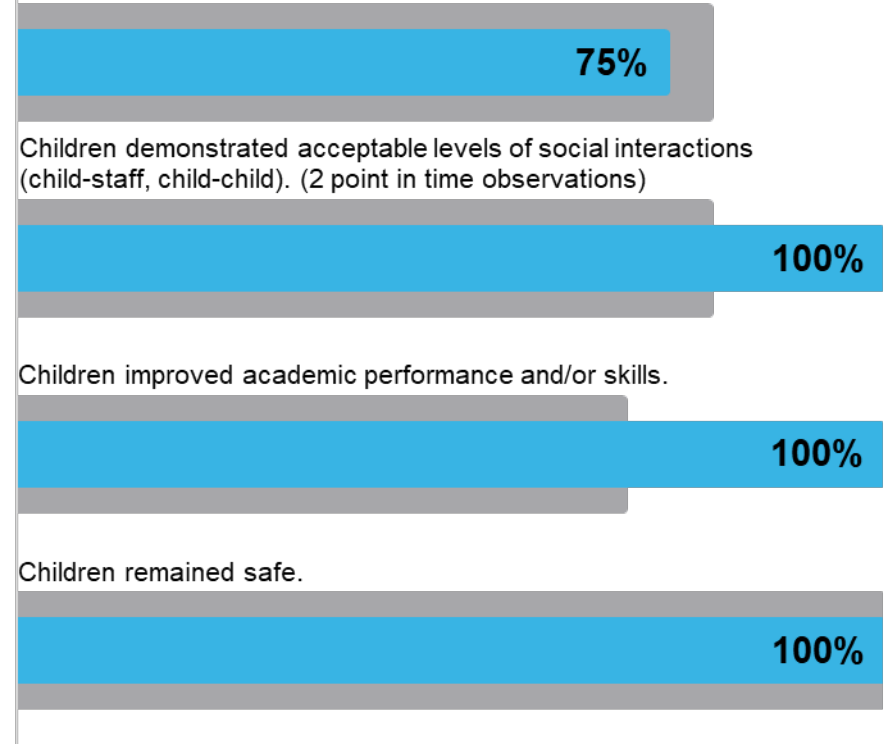 75%
Children demonstrated acceptable levels of social interactions
(child-staff, child-child). (2 point in time observations)
100%
Children improved academic performance and/or skills.
100%
Children remained safe.
100%